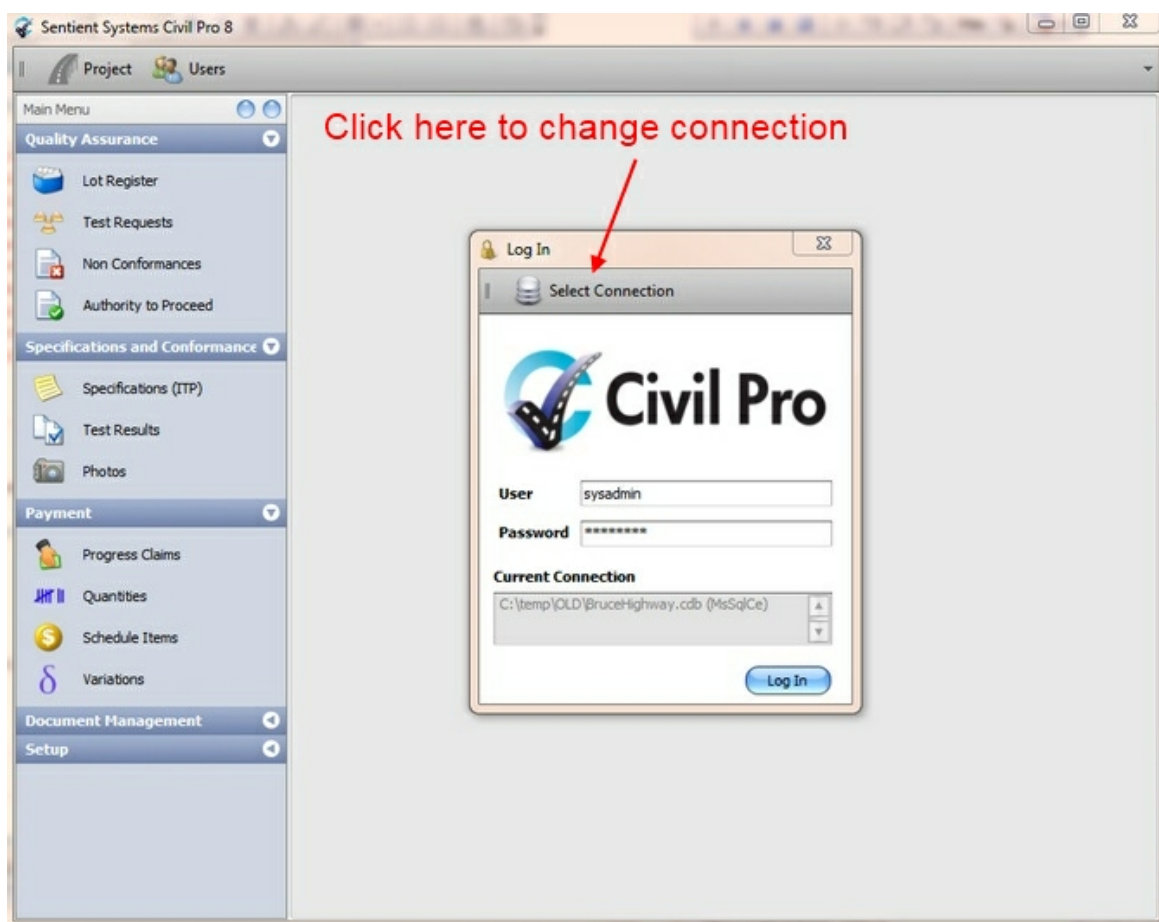 Sentient Systems Civil Pro 8
Project Users
Main Menu
Quality Assurance
Lot Register
Test Requests
Non Conformances
Authority to Proceed
Specifications and Conformance
Specifications (ITP)
Test Results
Photos
Payment
Progress Claims
Quantities
Schedule Items
Variations
Document Management
Setup
Click here to change connection
Log In
Select Connection
Civil Pro
User sysadmin
Password ********
Current Connection
C:\temp\OLD\BruceHighway.cdb (MsSqlCe)
Log In